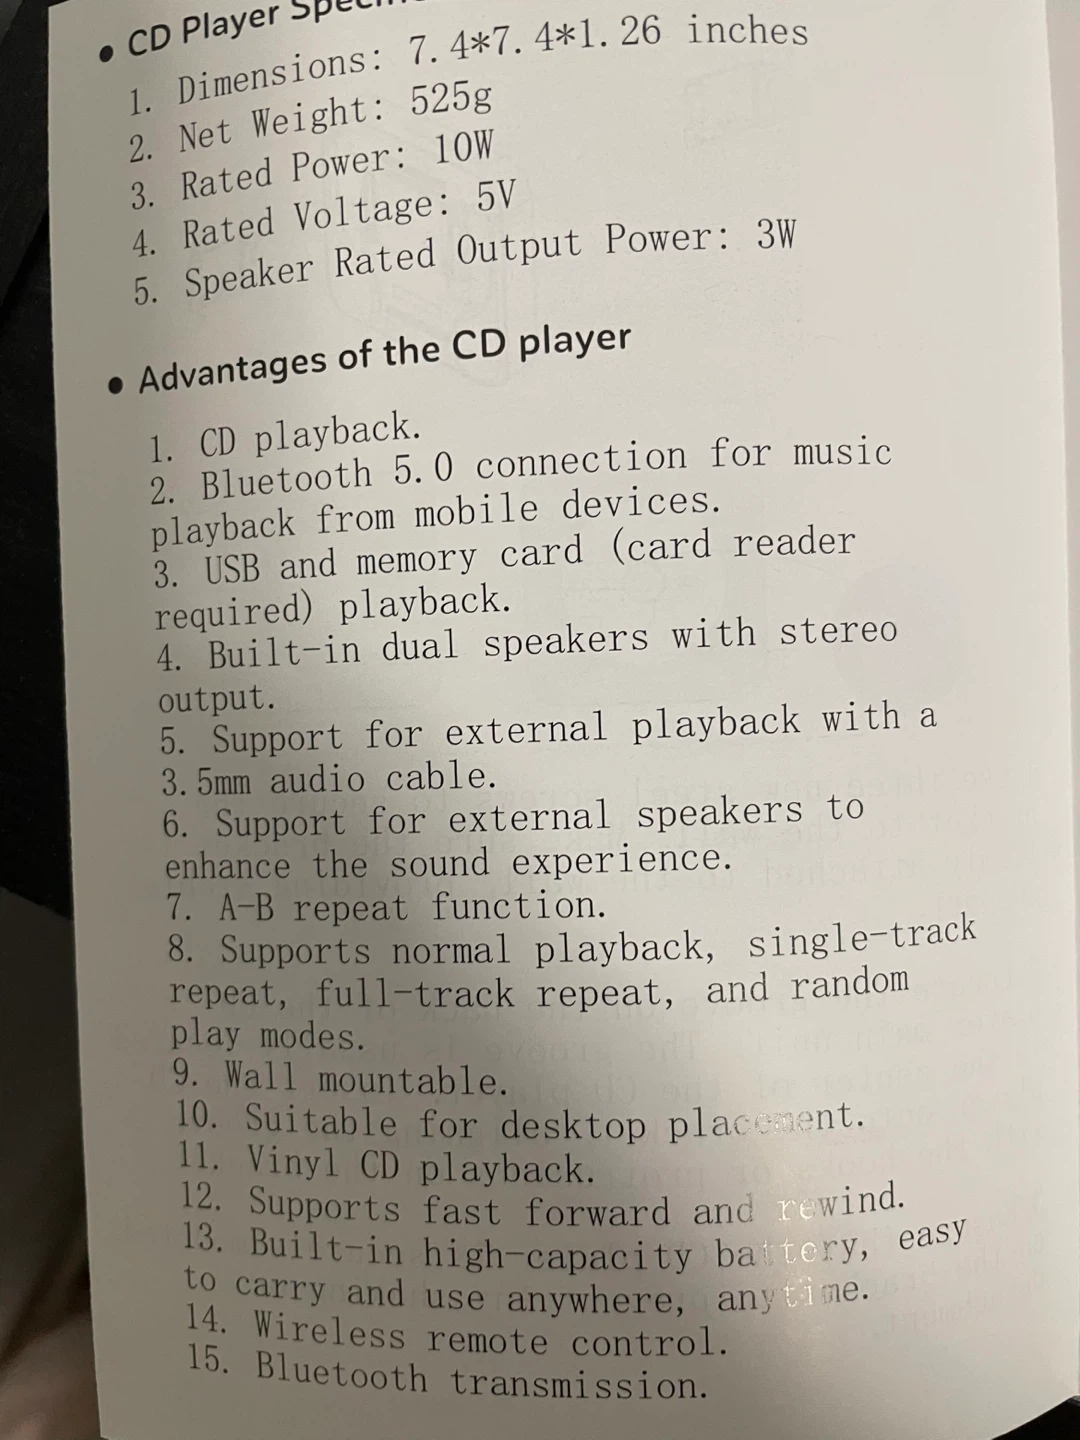 ● CD Player
1. Dimensions: 7.4*7.4*1.26 inches
2. Net Weight: 525g
3. Rated Power: 10W
4. Rated Voltage: 5V
5. Speaker Rated Output Power: 3W
● Advantages of the CD player
1. CD playback.
2. Bluetooth 5.0 connection for music
playback from mobile devices.
3. USB and memory card (card reader
required) playback.
4. Built-in dual speakers with stereo
output.
5. Support for external playback with a
3.5mm audio cable.
6. Support for external speakers to
enhance the sound experience.
7. A-B repeat function.
8. Supports normal playback, single-track
repeat, full-track repeat, and random
play modes.
9. Wall mountable.
10. Suitable for desktop placement.
11. Vinyl CD playback.
12. Supports fast forward and rewind.
13. Built-in high-capacity battery, easy
to carry and use anywhere, anytime.
14. Wireless remote control.
15. Bluetooth transmission.